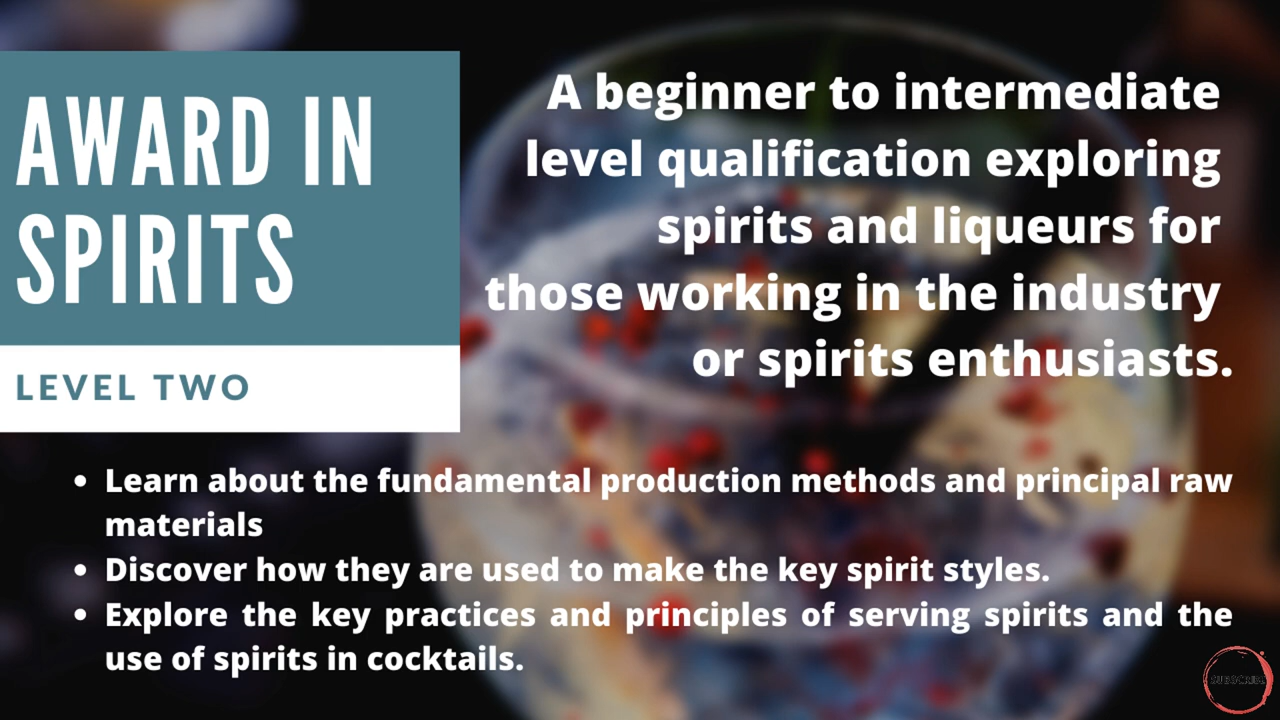 AWARD IN
SPIRITS
LEVEL TWO
A beginner to intermediate
level qualification exploring
spirits and liqueurs for
those working in the industry
or spirits enthusiasts.
• Learn about the fundamental production methods and principal raw
materials
• Discover how they are used to make the key spirit styles.
• Explore the key practices and principles of serving spirits and the
use of spirits in cocktails.
SUBSCRIBE